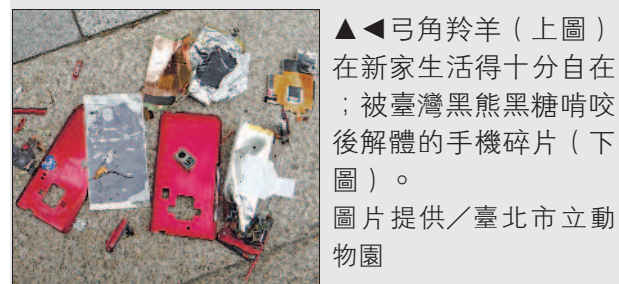 ▲◀弓角羚羊（上圖）
在新家生活得十分自在
；被臺灣黑熊黑糖啃咬
後解體的手機碎片（下
圖）。
圖片提供／臺北市立動
物園